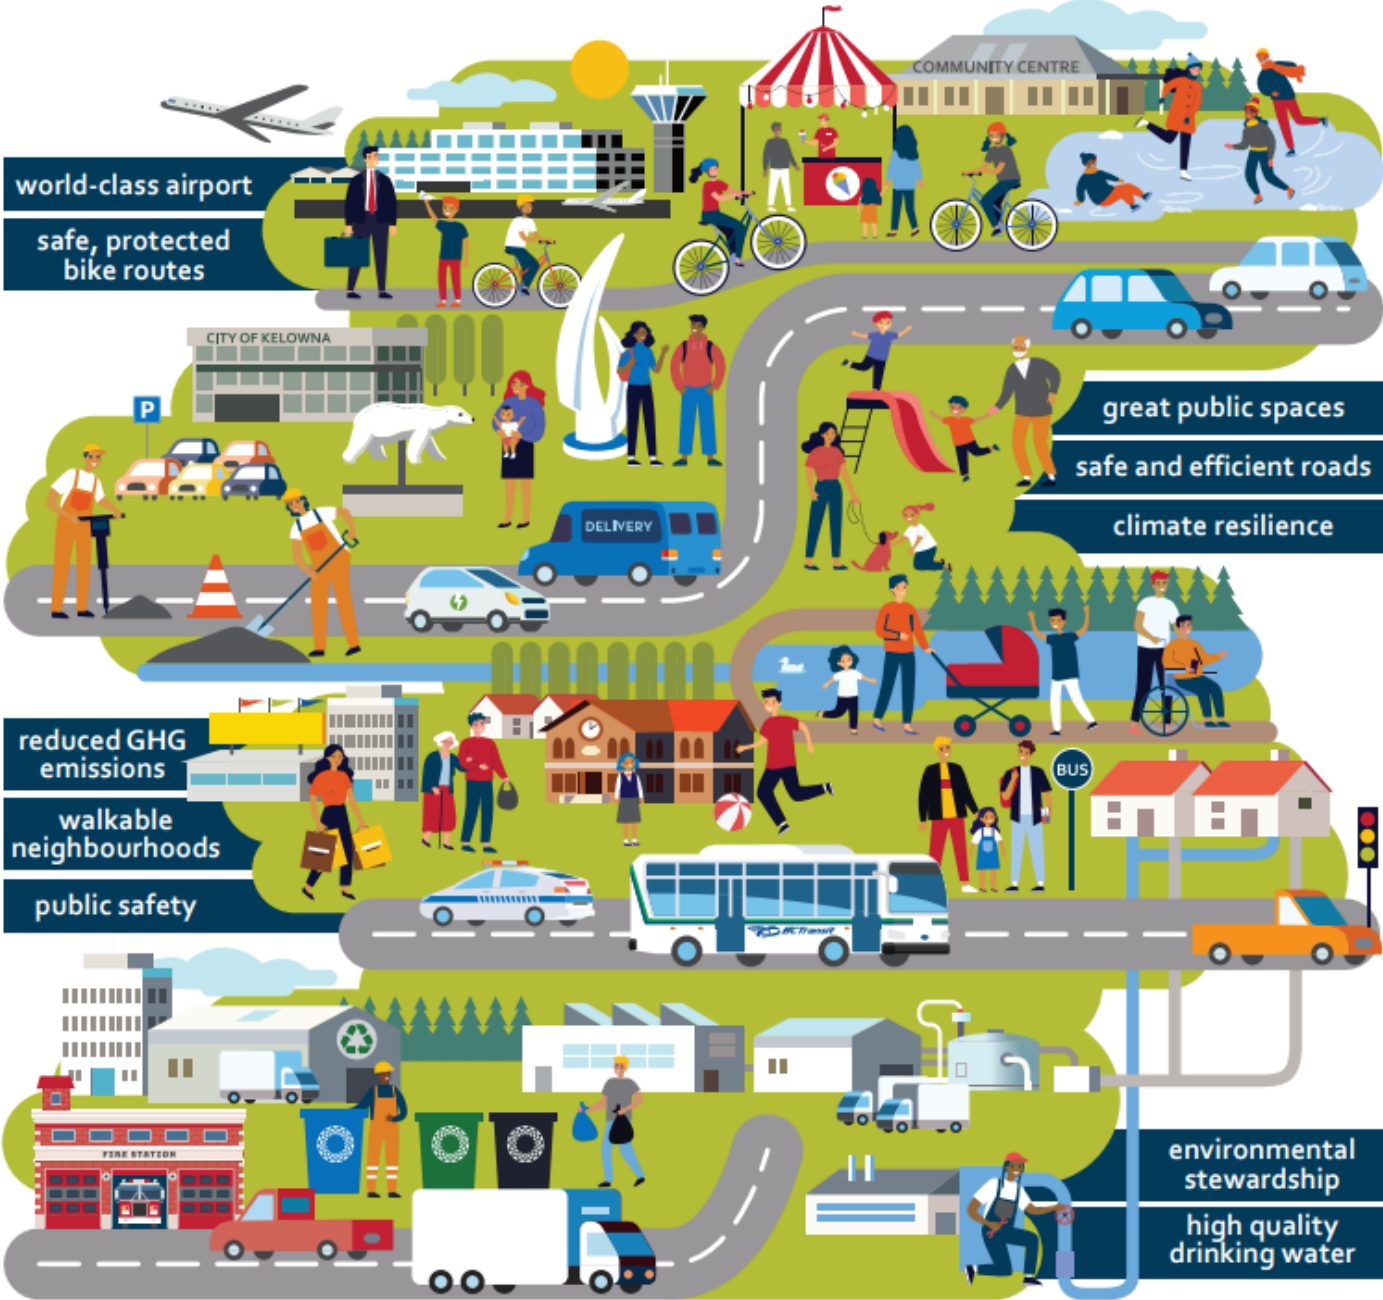 COMMUNITY CENTRE
world-class airport
safe, protected
bike routes
CITY OF KELOWNA
P
great public spaces
safe and efficient roads
climate resilience
DELIVERY
reduced GHG
emissions
walkable
neighbourhoods
public safety
BUS
BC Transit
FIRE STATION
environmental
stewardship
high quality
drinking water